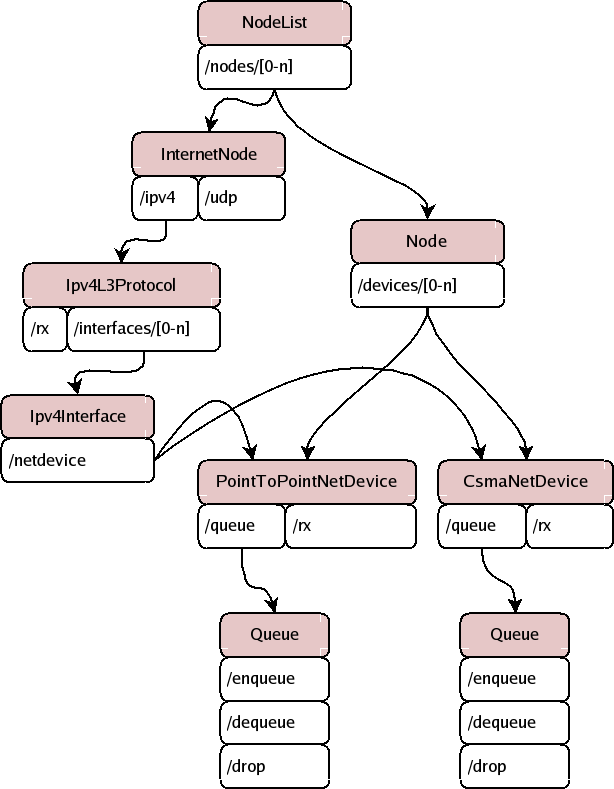 NodeList
/nodes/[0-n]
InternetNode
/ipv4 /udp
Node
/devices/[0-n]
Ipv4L3Protocol
/rx /interfaces/[0-n]
Ipv4Interface
/netdevice
PointToPointNetDevice
/queue /rx
CsmaNetDevice
/queue /rx
Queue
/enqueue
/dequeue
/drop
Queue
/enqueue
/dequeue
/drop